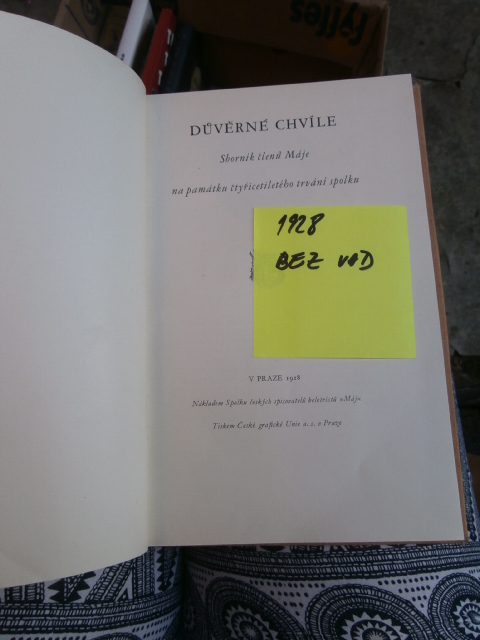 fyffes
DŮVĚRNÉ CHVÍLE
Sborník členů Máje
na památku čtyřicetiletého trvání spolku
1928
BEZ VAD
V PRAZE 1928
Nákladem Spolku českých spisovatelů beletristů »Máj«
Tiskem České grafické Unie a. s. v Praze